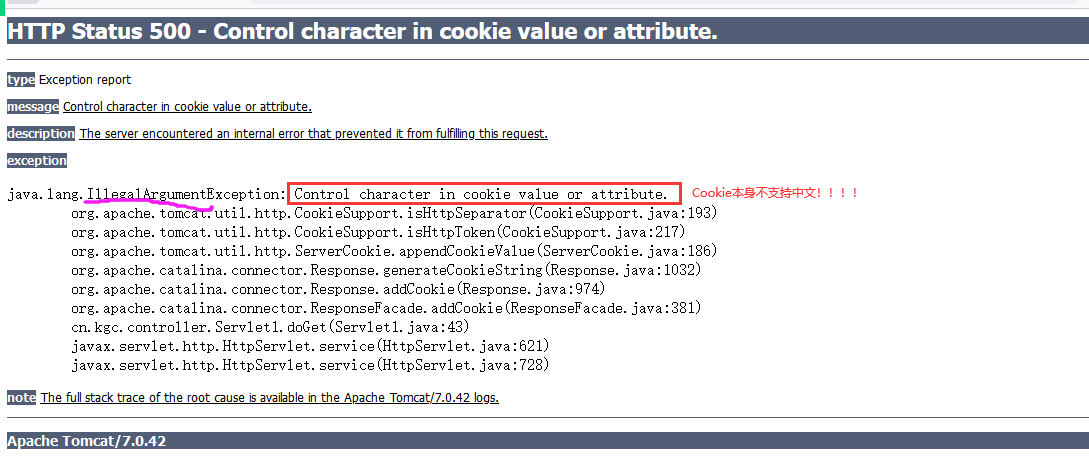 HTTP Status 500 - Control character in cookie value or attribute.
type Exception report
message Control character in cookie value or attribute.
description The server encountered an internal error that prevented it from fulfilling this request.
exception
java.lang.IllegalArgumentException: Control character in cookie value or attribute. Cookie本身不支持中文！！！！
org.apache.tomcat.util.http.CookieSupport.isHttpSeparator(CookieSupport.java:193)
org.apache.tomcat.util.http.CookieSupport.isHttpToken(CookieSupport.java:217)
org.apache.tomcat.util.http.ServerCookie.appendCookieValue(ServerCookie.java:186)
org.apache.catalina.connector.Response.generateCookieString(Response.java:1032)
org.apache.catalina.connector.Response.addCookie(Response.java:974)
org.apache.catalina.connector.ResponseFacade.addCookie(ResponseFacade.java:381)
cn.kgc.controller.Servlet1.doGet(Servlet1.java:43)
javax.servlet.http.HttpServlet.service(HttpServlet.java:621)
javax.servlet.http.HttpServlet.service(HttpServlet.java:728)
note The full stack trace of the root cause is available in the Apache Tomcat/7.0.42 logs.
Apache Tomcat/7.0.42